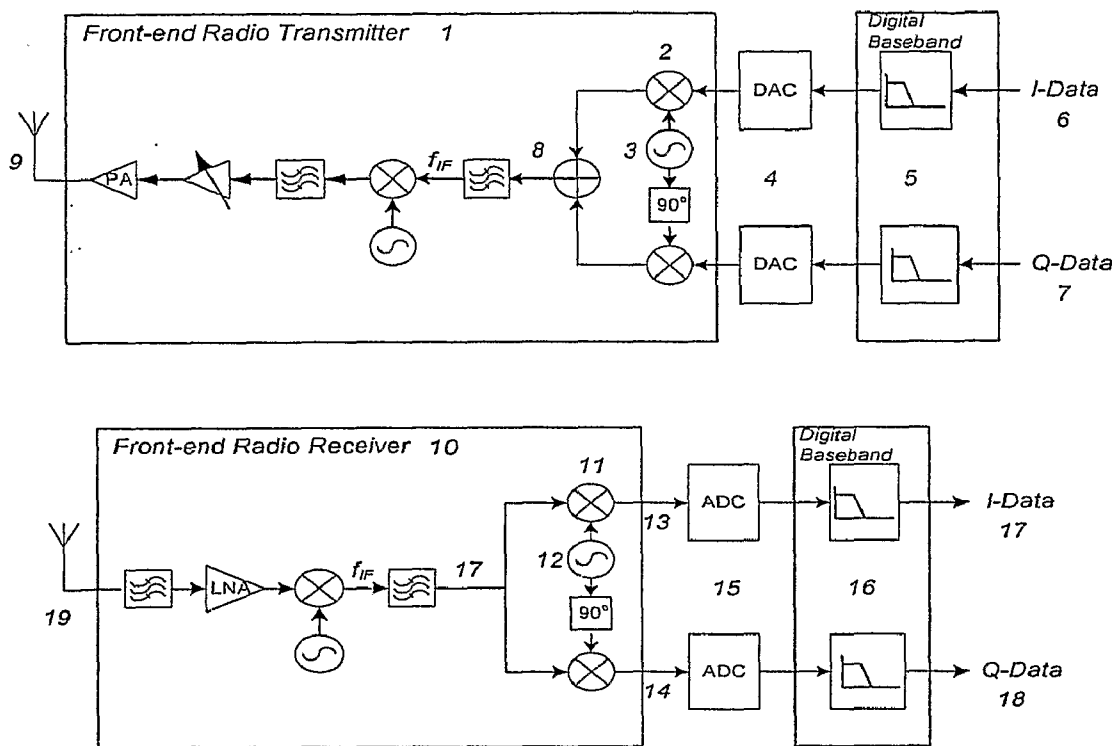 Front-end Radio Transmitter 1
Digital
Baseband
2
DAC
I-Data
6
9
PA
f_IF
8
3
4
5
90°
DAC
Q-Data
7
Front-end Radio Receiver 10
Digital
Baseband
11
ADC
I-Data
17
13
12
LNA
f_IF
17
15
16
19
90°
ADC
Q-Data
18
14